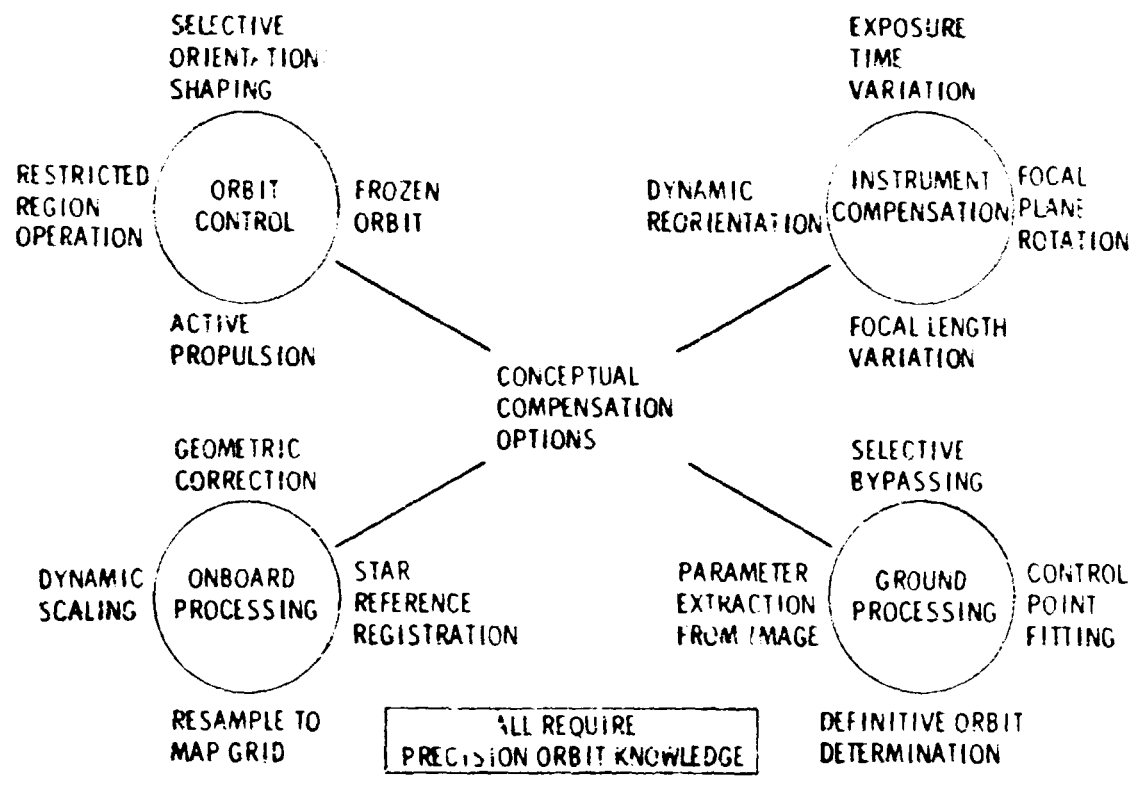 SELECTIVE
ORIENTATION
SHAPING
RESTRICTED
REGION
OPERATION
ORBIT
CONTROL
FROZEN
ORBIT
ACTIVE
PROPULSION
EXPOSURE
TIME
VARIATION
DYNAMIC
REORIENTATION
INSTRUMENT
COMPENSATION
FOCAL
PLANE
ROTATION
FOCAL LENGTH
VARIATION
CONCEPTUAL
COMPENSATION
OPTIONS
GEOMETRIC
CORRECTION
DYNAMIC
SCALING
ONBOARD
PROCESSING
STAR
REFERENCE
REGISTRATION
RESAMPLE TO
MAP GRID
SELECTIVE
BYPASSING
PARAMETER
EXTRACTION
FROM IMAGE
GROUND
PROCESSING
CONTROL
POINT
FITTING
DEFINITIVE ORBIT
DETERMINATION
ALL REQUIRE
PRECISION ORBIT KNOWLEDGE